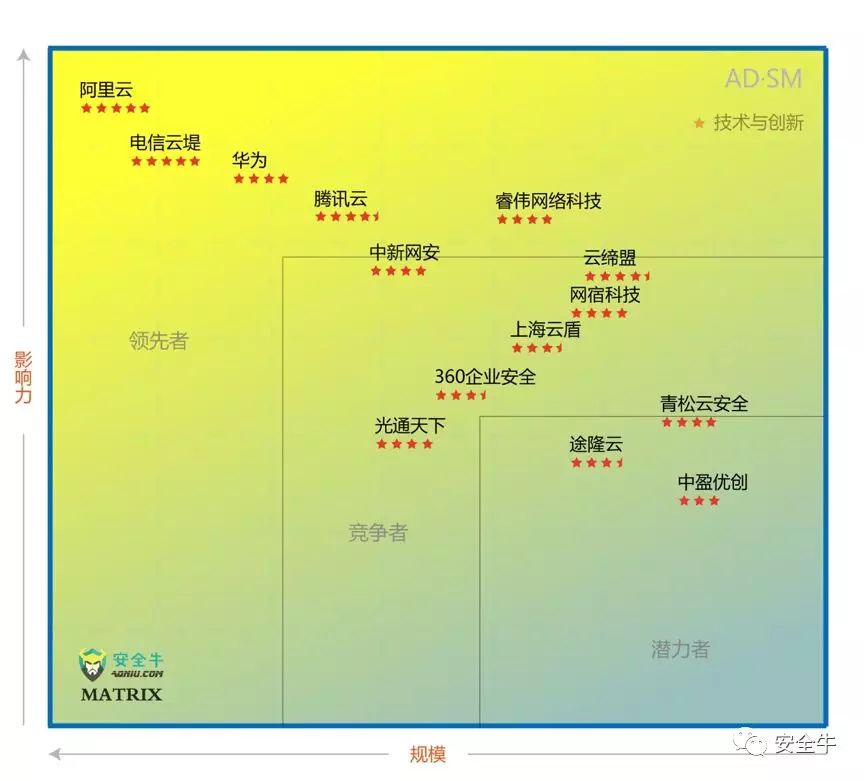 AD·SM
阿里云
★★★★★
★ 技术与创新
电信云堤
★★★★★
华为
★★★★
腾讯云
睿伟网络科技
★★★★
中新网安
★★★★
云缔盟
网宿科技
★★★★
上海云盾
领先者
影响力
360企业安全
青松云安全
★★★★
光通天下
★★★★
途隆云
中盈优创
★★★
竞争者
潜力者
安全牛
AQNIU.COM
MATRIX
规模
安全牛